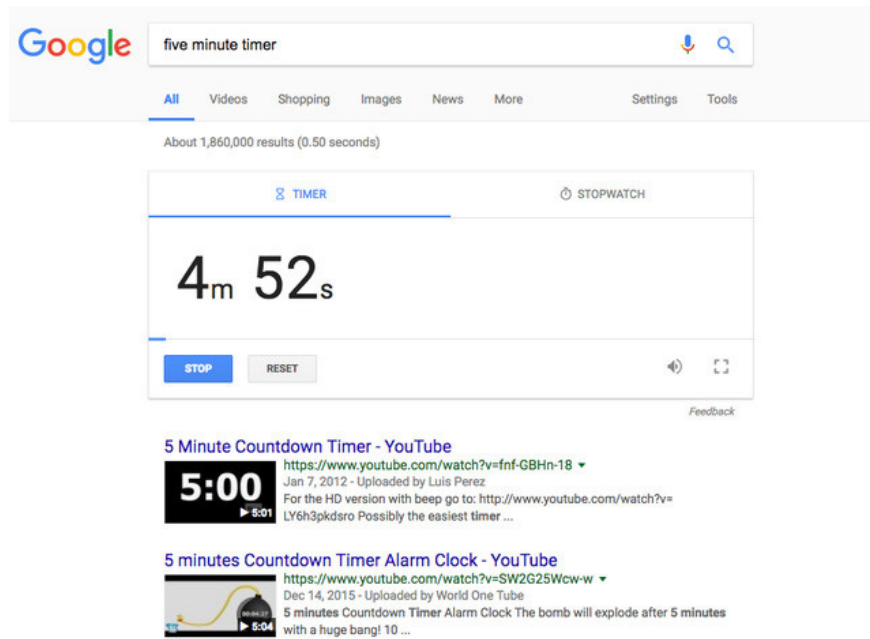 Google five minute timer
All Videos Shopping Images News More Settings Tools
About 1,860,000 results (0.50 seconds)
TIMER STOPWATCH
4m 52s
STOP RESET
Feedback
5 Minute Countdown Timer - YouTube
https://www.youtube.com/watch?v=fnf-GBHn-18
Jan 7, 2012 - Uploaded by Luis Perez
For the HD version with beep go to: http://www.youtube.com/watch?v=
LY6h3pkdsro Possibly the easiest timer ...
5:00
5:01
5 minutes Countdown Timer Alarm Clock - YouTube
https://www.youtube.com/watch?v=SW2G25Wcw-w
Dec 14, 2015 - Uploaded by World One Tube
5 minutes Countdown Timer Alarm Clock The bomb will explode after 5 minutes
with a huge bang! 10 ...
5:04